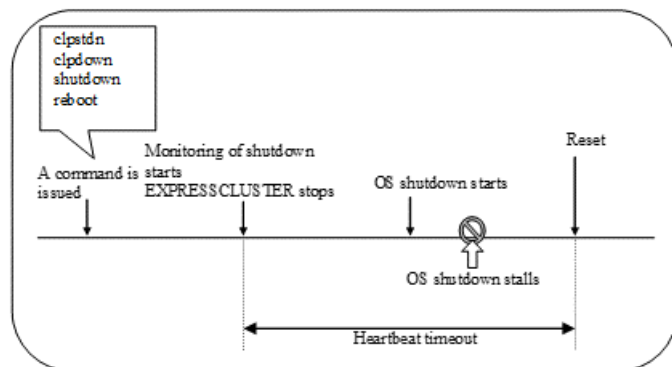 clpstdn
clpdown
shutdown
reboot
A command is
issued
Monitoring of shutdown
starts
EXPRESSCLUSTER stops
OS shutdown starts
Reset
OS shutdown stalls
Heartbeat timeout